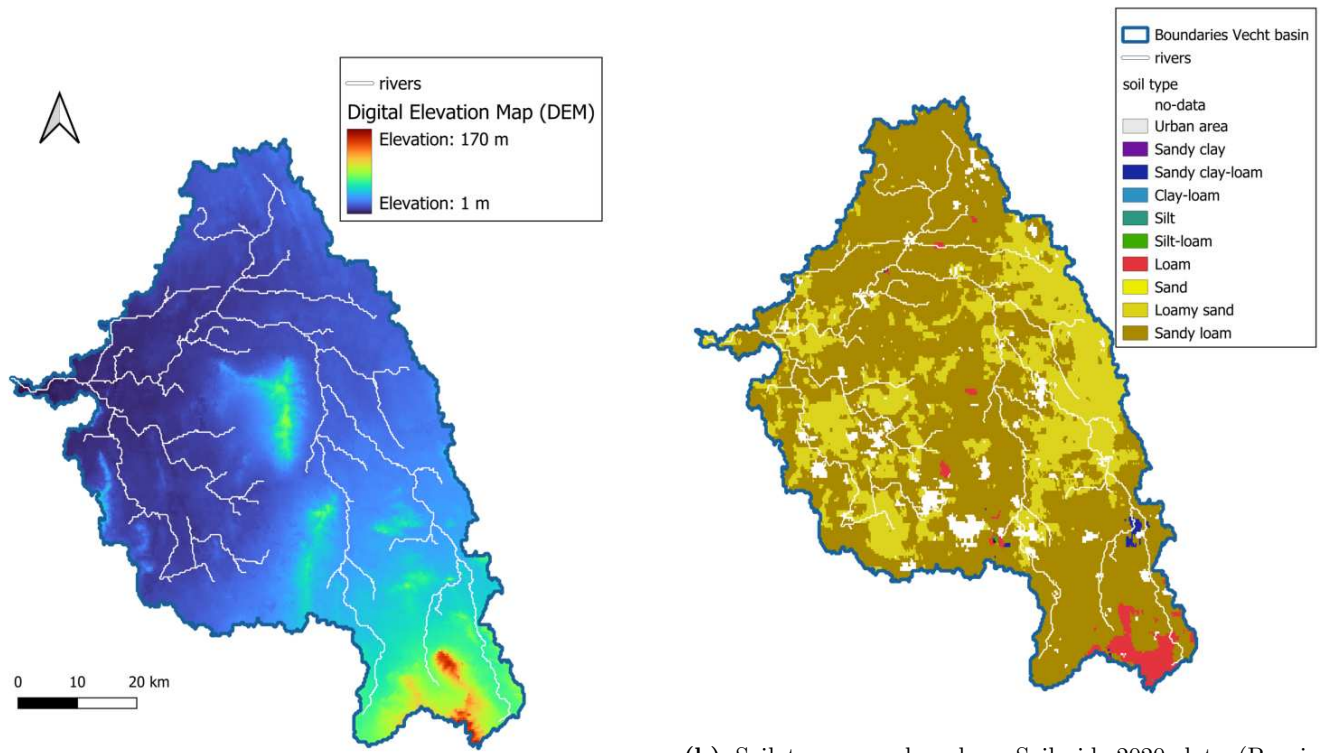 rivers
Digital Elevation Map (DEM)
Elevation: 170 m
Elevation: 1 m
0 10 20 km
Boundaries Vecht basin
rivers
soil type
no-data
Urban area
Sandy clay
Sandy clay-loam
Clay-loam
Silt
Silt-loam
Loam
Sand
Loamy sand
Sandy loam